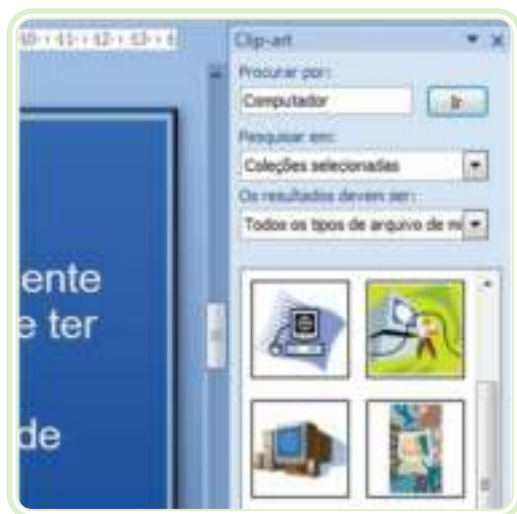 Clip-art
Procurar por:
Computador
Ir
Pesquisar em:
Coleções selecionadas
Os resultados devem ser:
Todos os tipos de arquivo de mí
ente
e ter
de